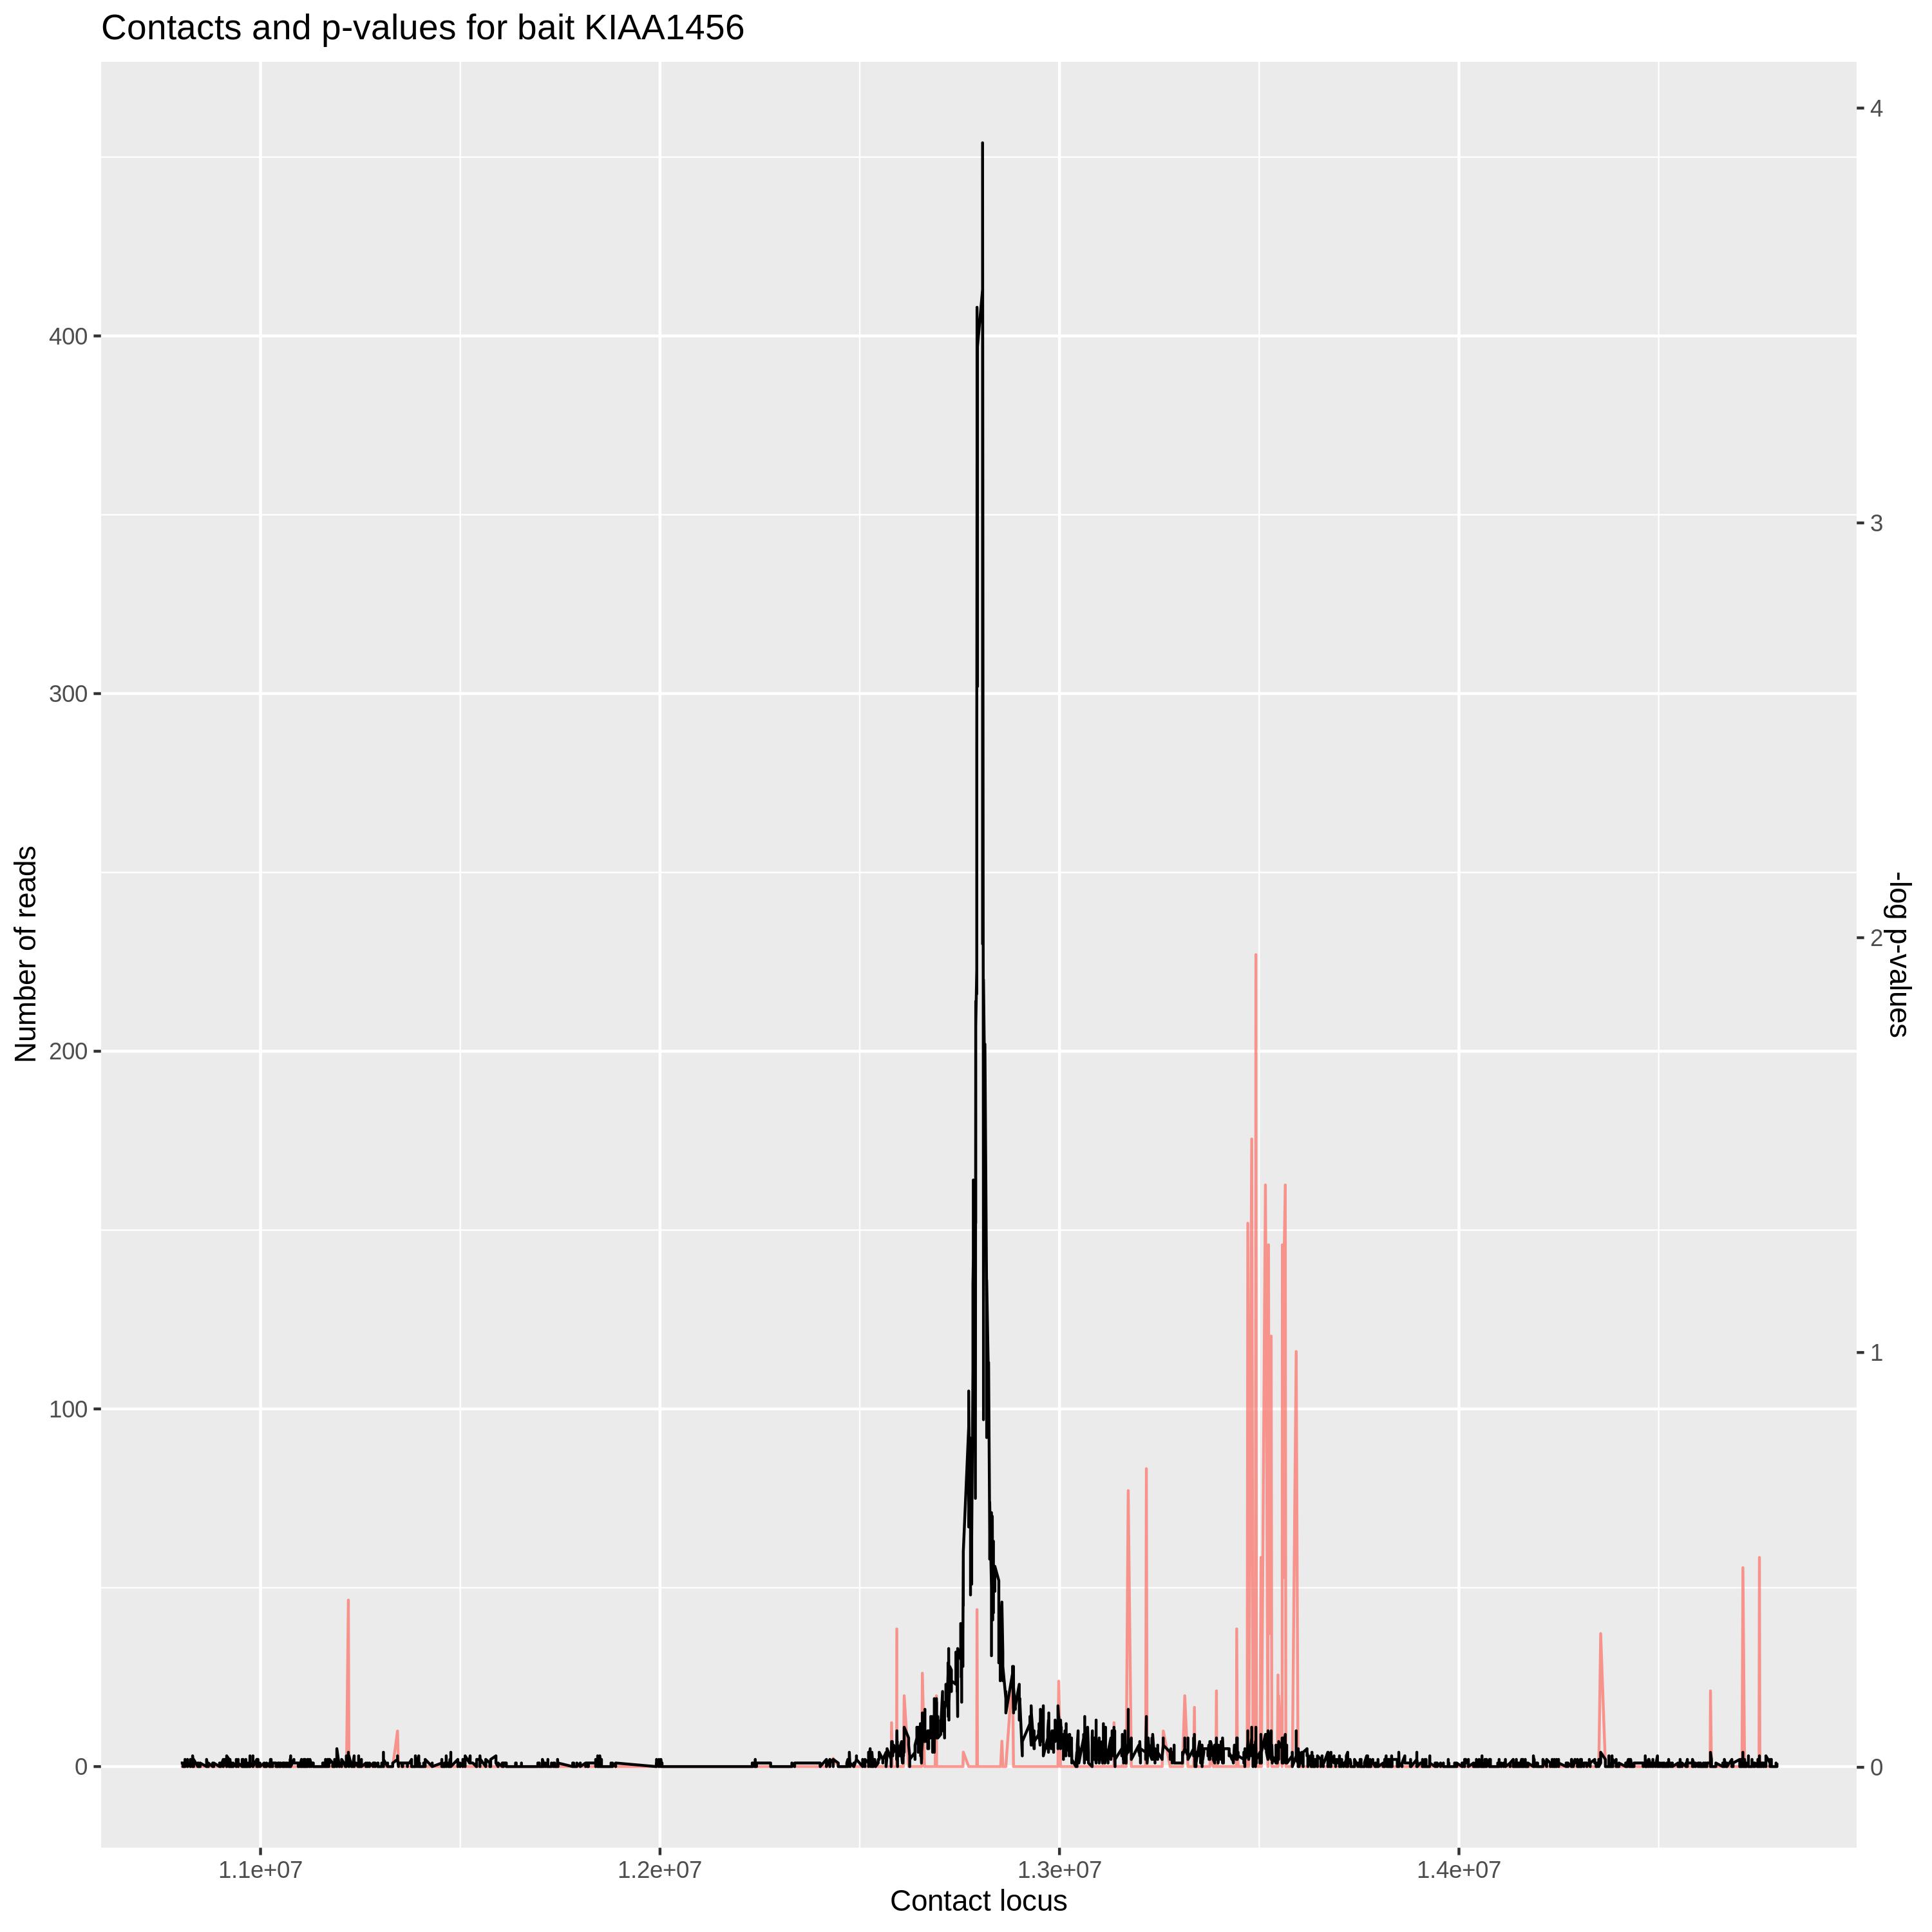 Contacts and p-values for bait KIAA1456
Number of reads
400
300
200
100
0
4
3
2
1
0
-log p-values
1.1e+07 1.2e+07 1.3e+07 1.4e+07
Contact locus